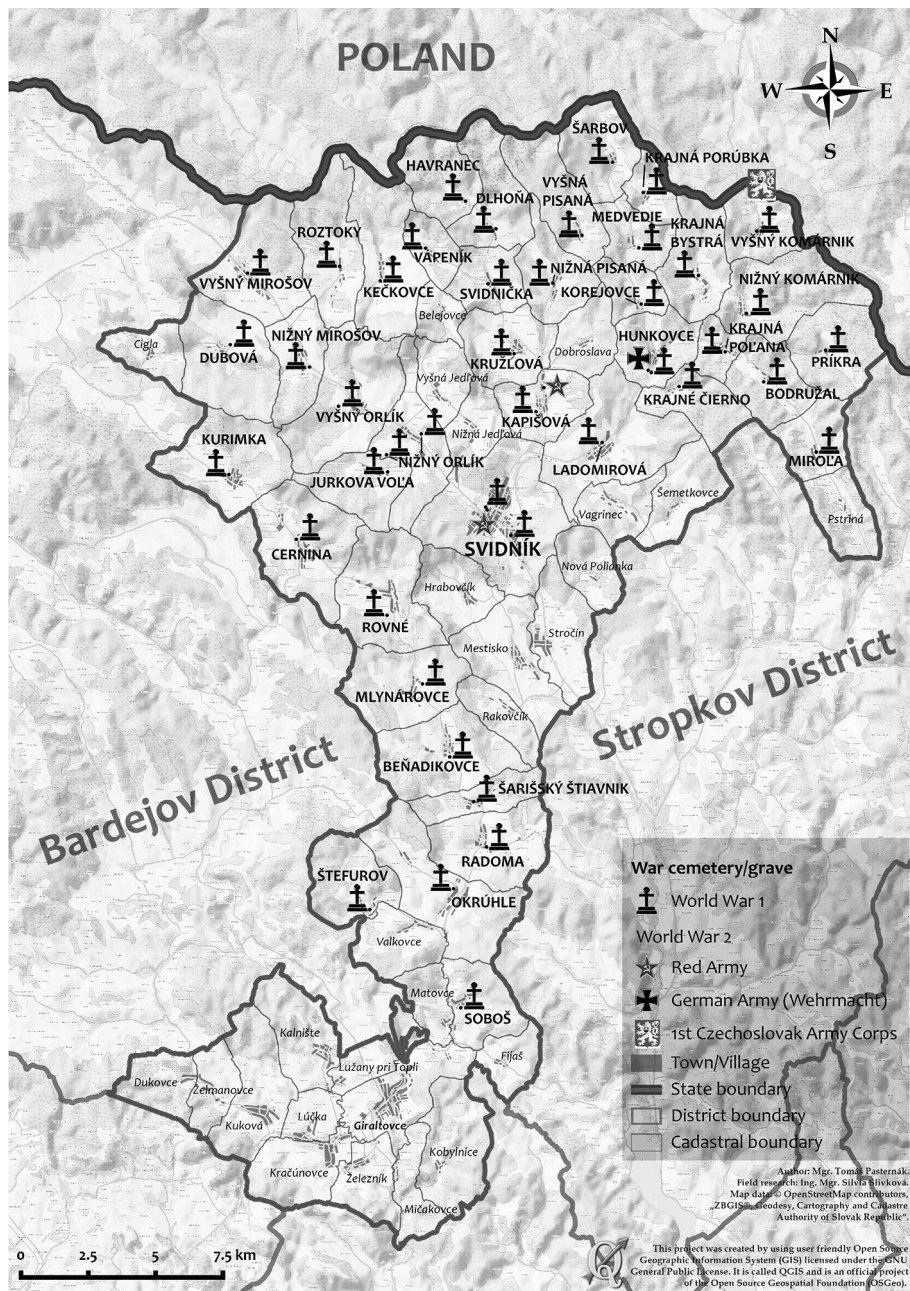 POLAND
N
W E
S
ŠARBOV
KRAJNÁ PORÚBKA
HAVRANEC
VYŠNÁ
PISANÁ
DLHOŇA
MEDVEDIE
KRAJNÁ
BYSTRÁ
VYŠNÝ KOMÁRNIK
ROZTOKY
VÁPENÍK
VYŠNÝ MIROŠOV
KEČKOVCE
SVIDNIČKA
NIŽNÁ PISANÁ
KOREJOVCE
NIŽNÝ KOMÁRNIK
Belejovce
Cigla
DUBOVÁ
NIŽNÝ MIROŠOV
KRUŽLOVÁ
Dobroslava
HUNKOVCE
KRAJNÁ
POĽANA
PRÍKRA
Vyšná Jedľová
VYŠNÝ ORLÍK
KAPIŠOVÁ
KRAJNÉ ČIERNO
BODRUŽAL
KURIMKA
Nižná Jedľová
NIŽNÝ ORLÍK
JURKOVA VOĽA
LADOMIROVÁ
MIROĽA
Šemetkovce
Vagrinec
Pstriná
SVIDNÍK
CERNINA
Nová Polianka
Hrabovčík
ROVNÉ
Stročín
Mestisko
MLYNÁROVCE
Rakovčík
Stropkov District
Bardejov District
BEŇADIKOVCE
ŠARIŠSKÝ ŠTIAVNIK
RADOMA
ŠTEFUROV
OKRÚHLE
Valkovce
Matovce
SOBOŠ
Kalnište
Fijaš
Lužany pri Topli
Dukovce
Želmanovce
Kuková
Lúčka
Giraltovce
Kobylnice
Kračúnovce
Železník
Mičakovce
War cemetery/grave
World War 1
World War 2
Red Army
German Army (Wehrmacht)
1st Czechoslovak Army Corps
Town/Village
State boundary
District boundary
Cadastral boundary
Author: Mgr. Tomáš Pasternák.
Field research: Ing. Mgr. Silvia Slivková.
Map data: © OpenStreetMap contributors,
„ZBGIS®, Geodesy, Cartography and Cadastre
Authority of Slovak Republic“.
0 2.5 5 7.5 km
This project was created by using user friendly Open Source
Geographic Information System (GIS) licensed under the GNU
General Public License. It is called QGIS and is an official project
of the Open Source Geospatial Foundation (OSGeo).